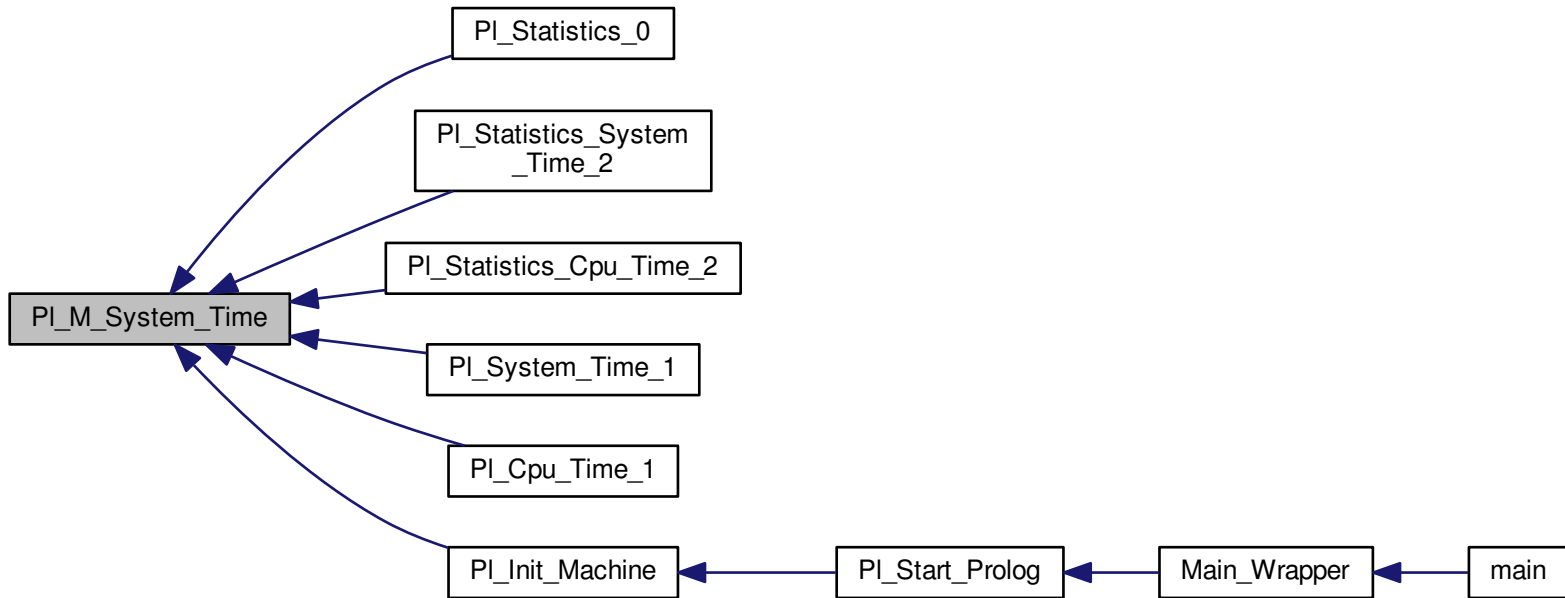 Pl_Statistics_0
Pl_Statistics_System
_Time_2
Pl_Statistics_Cpu_Time_2
Pl_M_System_Time
Pl_System_Time_1
Pl_Cpu_Time_1
Pl_Init_Machine
Pl_Start_Prolog
Main_Wrapper
main